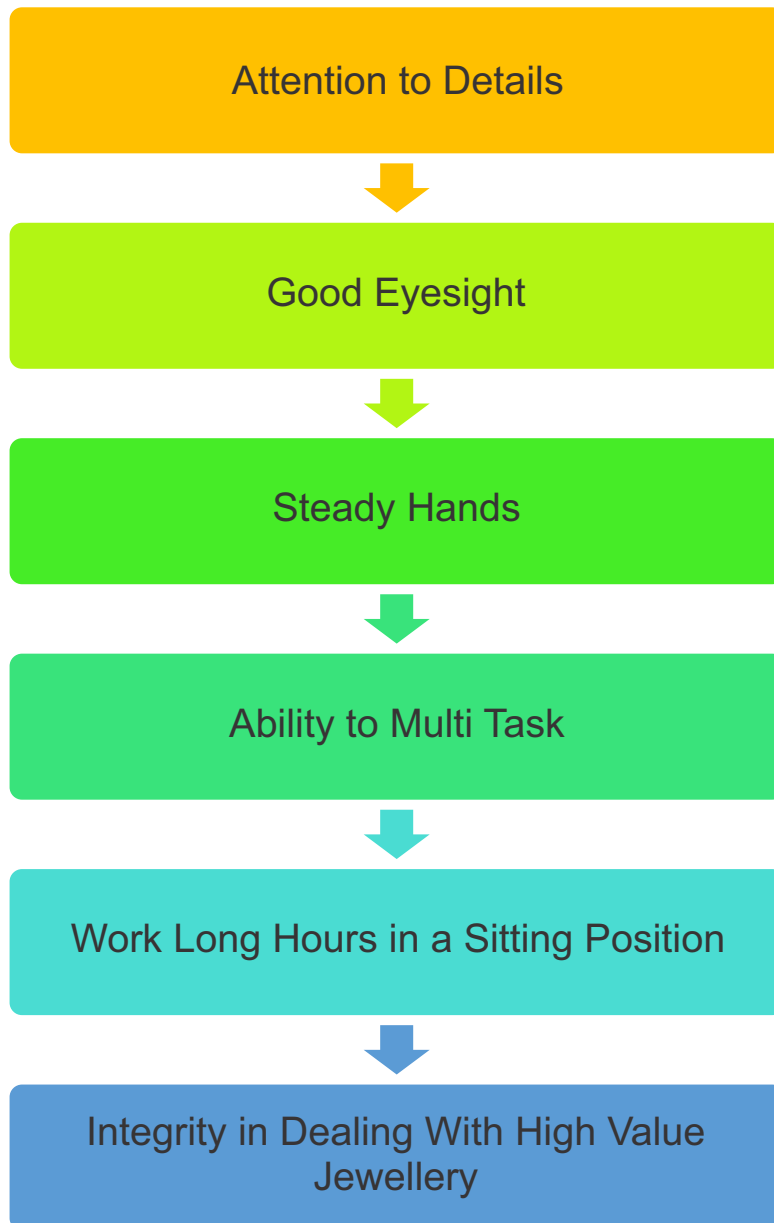 Attention to Details
Good Eyesight
Steady Hands
Ability to Multi Task
Work Long Hours in a Sitting Position
Integrity in Dealing With High Value
Jewellery